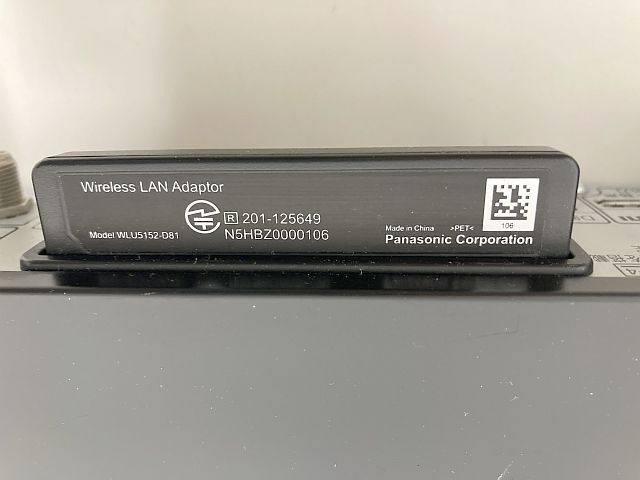 Wireless LAN Adaptor
R 201-125649
Model WLU5152-D81
N5HBZ0000106
Made in China >PET<
Panasonic Corporation
106